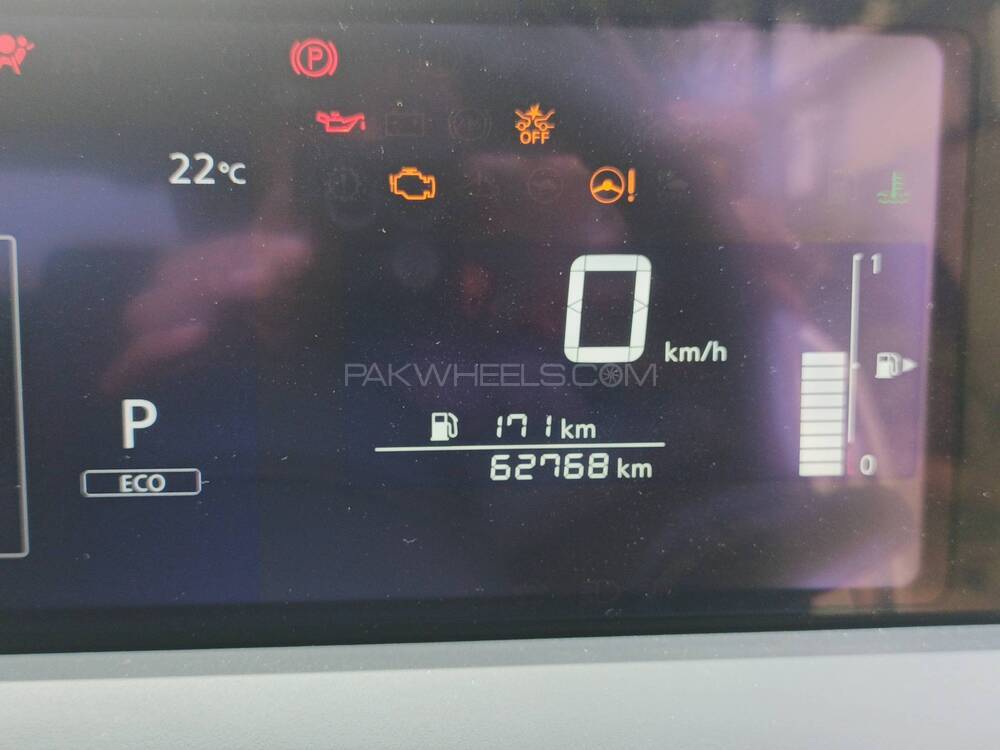 P
OFF
22°C
1
0
km/h
PAKWHEELS.COM
P
171 km
ECO
62768 km
0